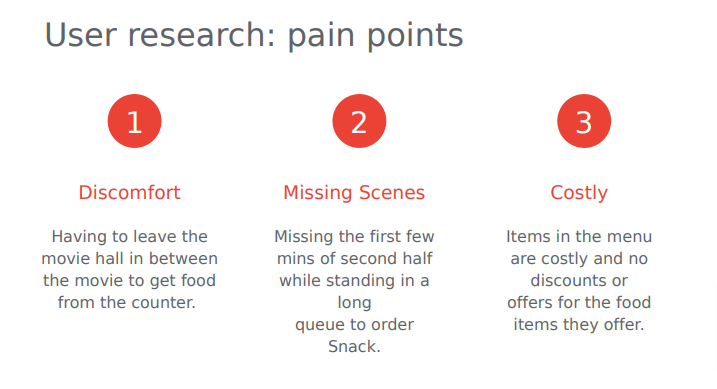 User research: pain points
1
Discomfort
Having to leave the
movie hall in between
the movie to get food
from the counter.
2
Missing Scenes
Missing the first few
mins of second half
while standing in a
long
queue to order
Snack.
3
Costly
Items in the menu
are costly and no
discounts or
offers for the food
items they offer.